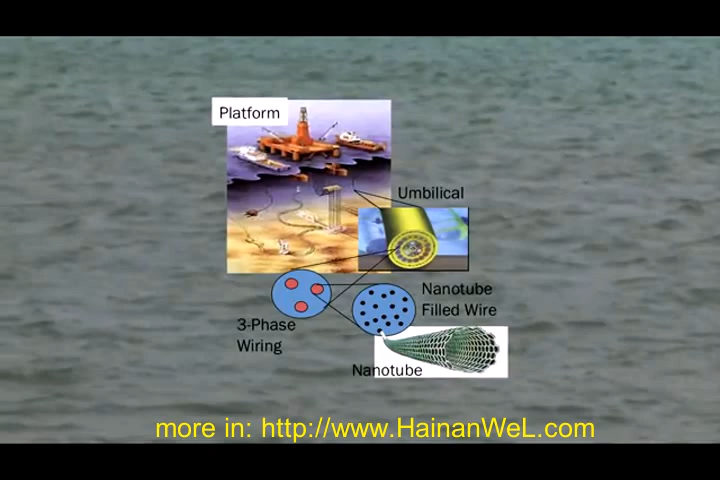 Platform
Umbilical
Nanotube
Filled Wire
3-Phase
Wiring
Nanotube
more in: http://www.HainanWeL.com